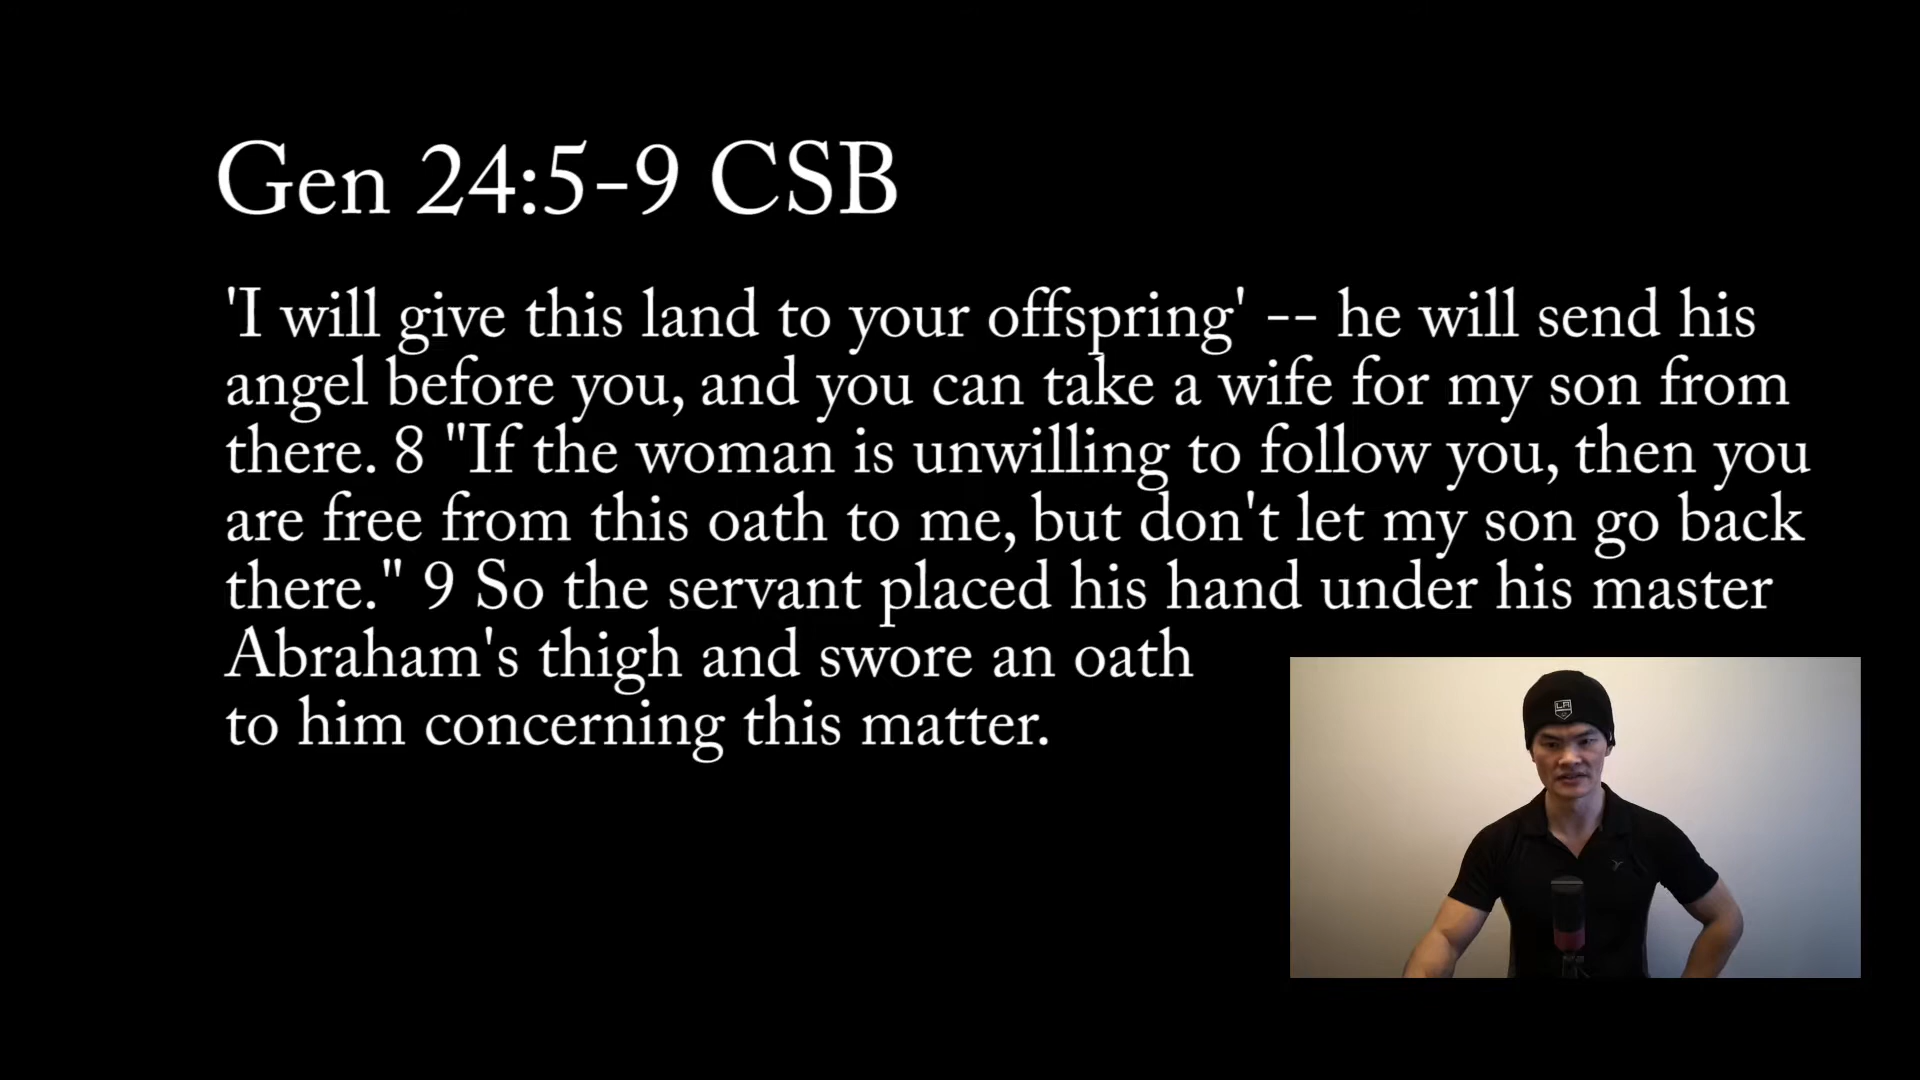 Gen 24:5-9 CSB
'I will give this land to your offspring' -- he will send his
angel before you, and you can take a wife for my son from
there. 8 "If the woman is unwilling to follow you, then you
are free from this oath to me, but don't let my son go back
there." 9 So the servant placed his hand under his master
Abraham's thigh and swore an oath
to him concerning this matter.
LA